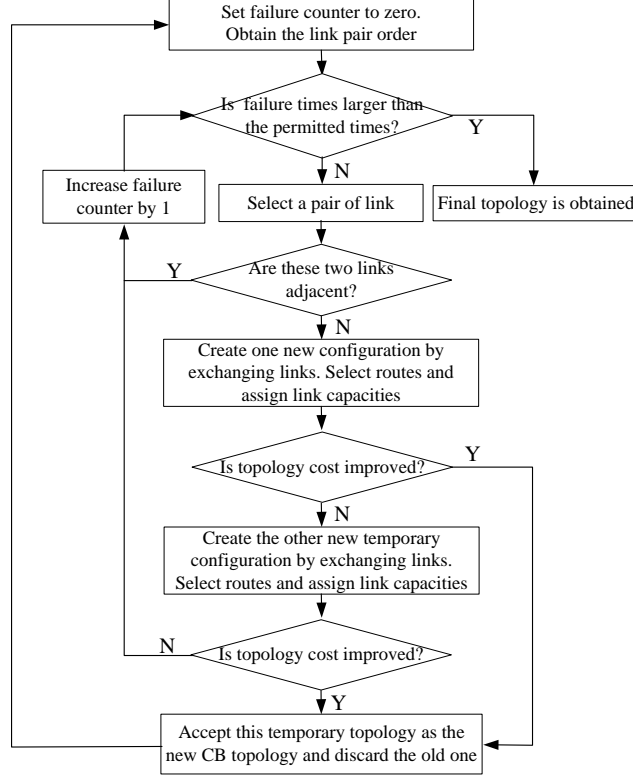 Set failure counter to zero.
Obtain the link pair order
Is failure times larger than
the permitted times?
Y
N
Increase failure
counter by 1
Select a pair of link
Final topology is obtained
Are these two links
adjacent?
Y
N
Create one new configuration by
exchanging links. Select routes and
assign link capacities
Is topology cost improved?
Y
N
Create the other new temporary
configuration by exchanging links.
Select routes and assign link capacities
Is topology cost improved?
N
Y
Accept this temporary topology as the
new CB topology and discard the old one